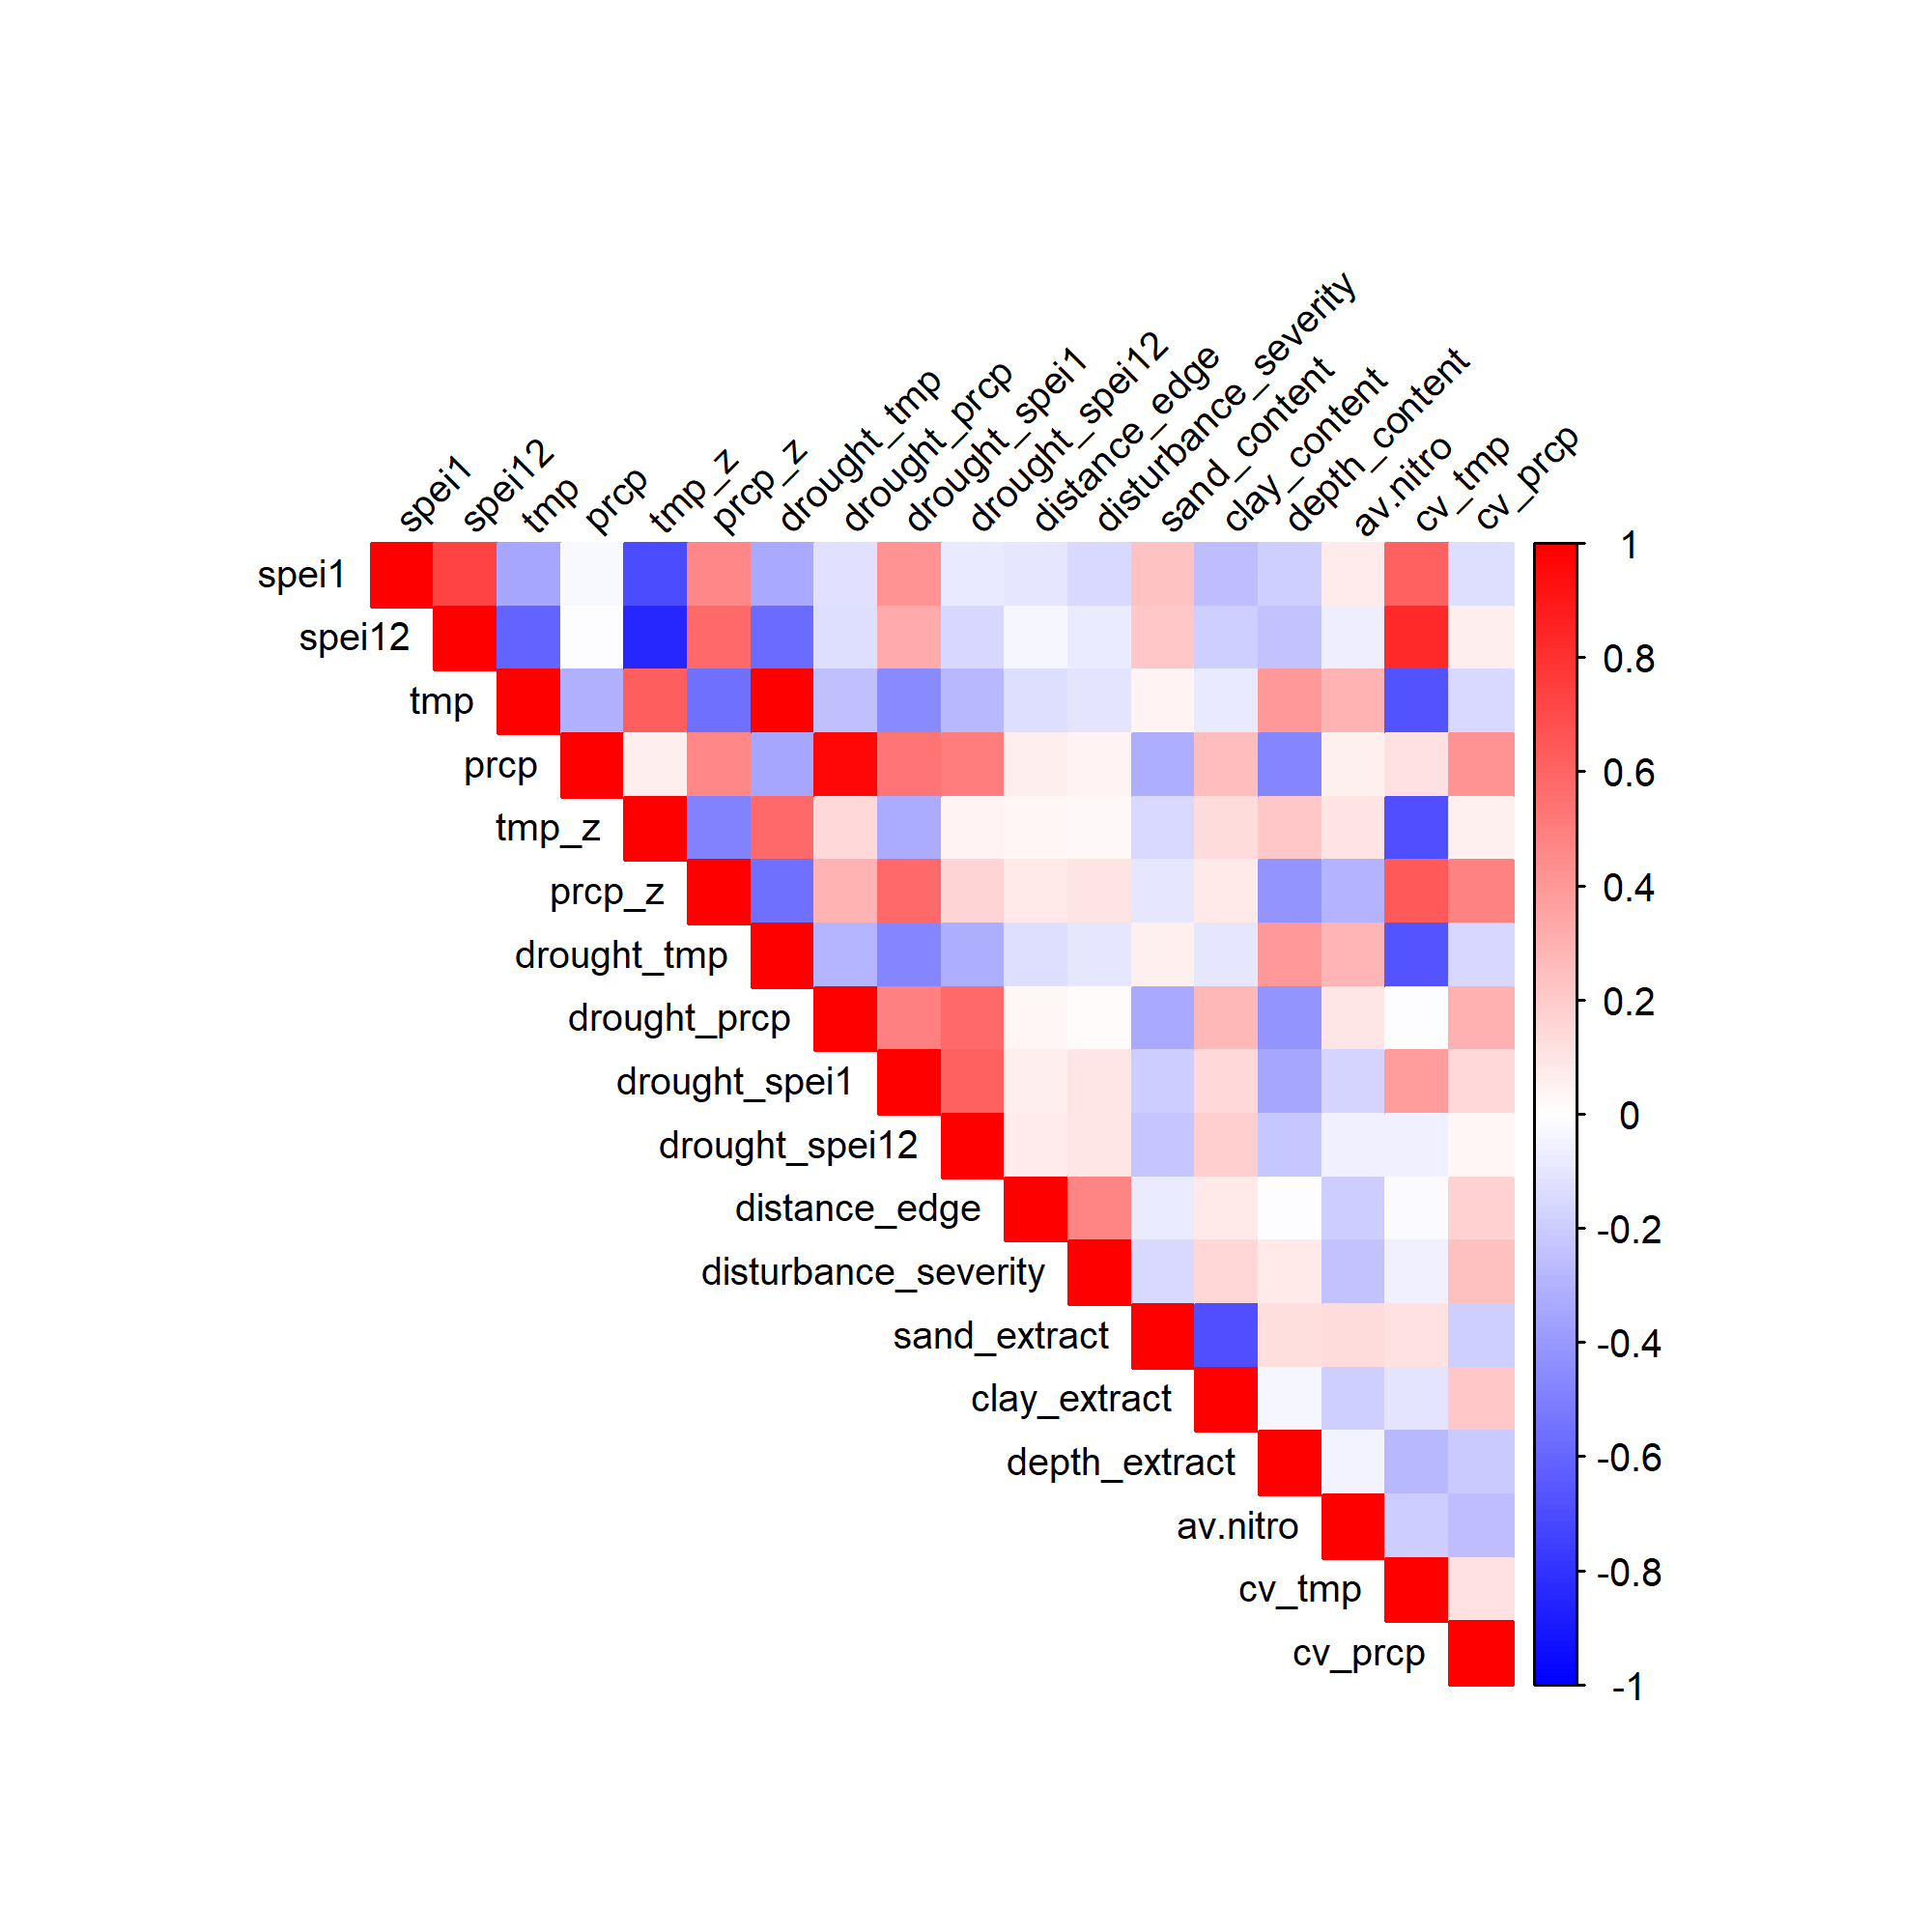 spei1
spei12
tmp
prcp
tmp_z
prcp_z
drought_tmp
drought_prcp
drought_spei1
drought_spei12
distance_edge
disturbance_severity
sand_content
clay_content
depth_content
av.nitro
cv_tmp
cv_prcp
spei1
spei12
tmp
prcp
tmp_z
prcp_z
drought_tmp
drought_prcp
drought_spei1
drought_spei12
distance_edge
disturbance_severity
sand_extract
clay_extract
depth_extract
av.nitro
cv_tmp
cv_prcp
1
0.8
0.6
0.4
0.2
0
-0.2
-0.4
-0.6
-0.8
-1